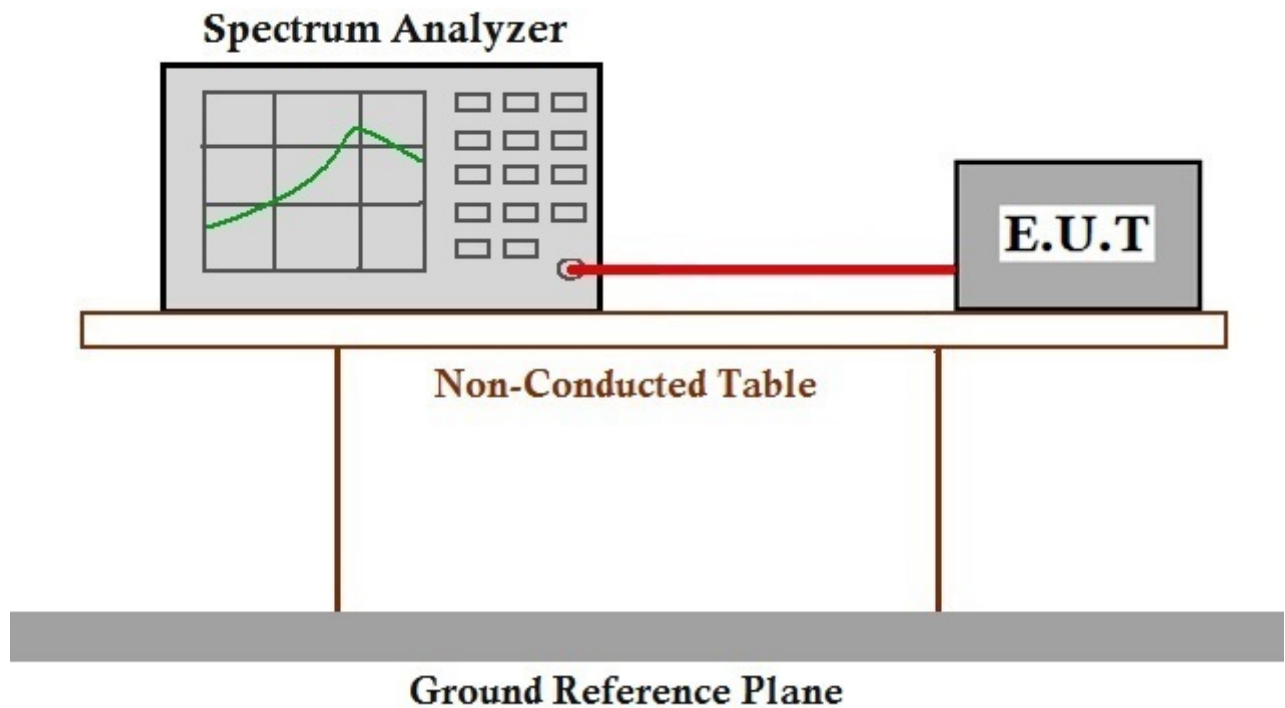 Spectrum Analyzer
E.U.T
Non-Conducted Table
Ground Reference Plane